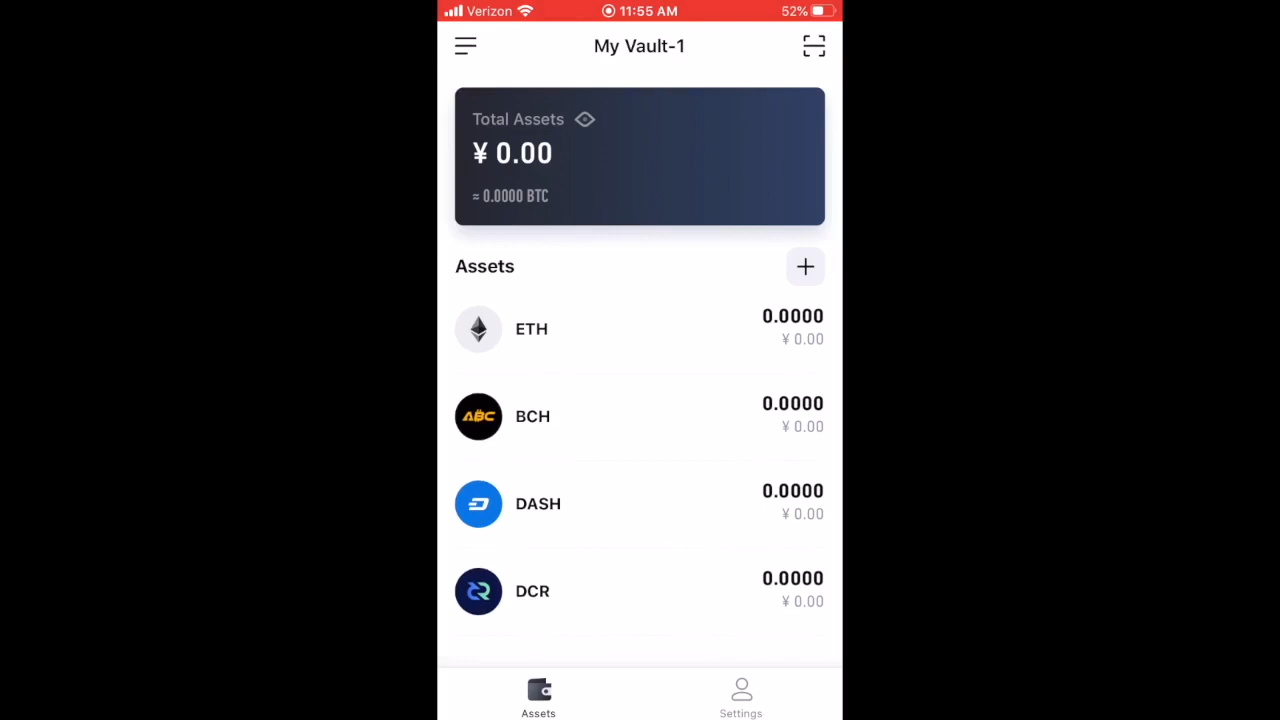 Verizon 11:55 AM 52%
My Vault-1
Total Assets
¥ 0.00
≈ 0.0000 BTC
Assets
ETH 0.0000
¥ 0.00
ABC BCH 0.0000
¥ 0.00
DASH 0.0000
¥ 0.00
DCR 0.0000
¥ 0.00
Assets Settings